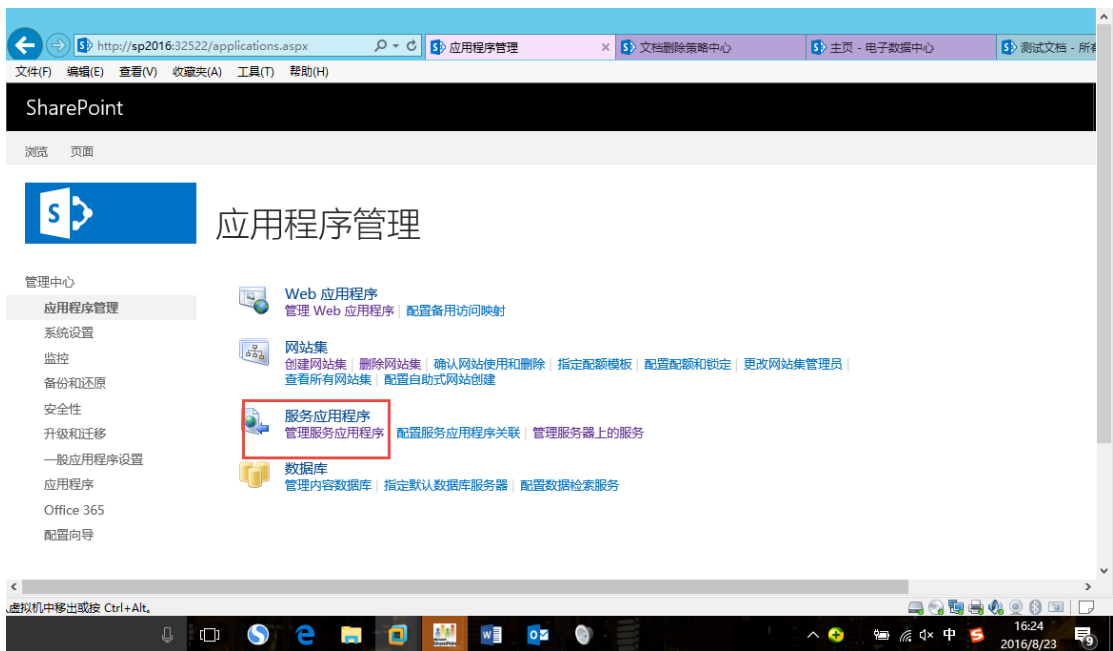 http://sp2016:32522/applications.aspx
应用程序管理
文档删除策略中心
主页 - 电子数据中心
测试文档 - 所有
文件(F) 编辑(E) 查看(V) 收藏夹(A) 工具(T) 帮助(H)
SharePoint
浏览 页面
S
应用程序管理
管理中心
应用程序管理
系统设置
监控
备份和还原
安全性
升级和迁移
一般应用程序设置
应用程序
Office 365
配置向导
Web 应用程序
管理 Web 应用程序 | 配置备用访问映射
网站集
创建网站集 | 删除网站集 | 确认网站使用和删除 | 指定配额模板 | 配置配额和锁定 | 更改网站集管理员 |
查看所有网站集 | 配置自助式网站创建
服务应用程序
管理服务应用程序 | 配置服务应用程序关联 | 管理服务器上的服务
数据库
管理内容数据库 | 指定默认数据库服务器 | 配置数据检索服务
虚拟机中移出或按 Ctrl+Alt。
中
16:24
2016/8/23
9